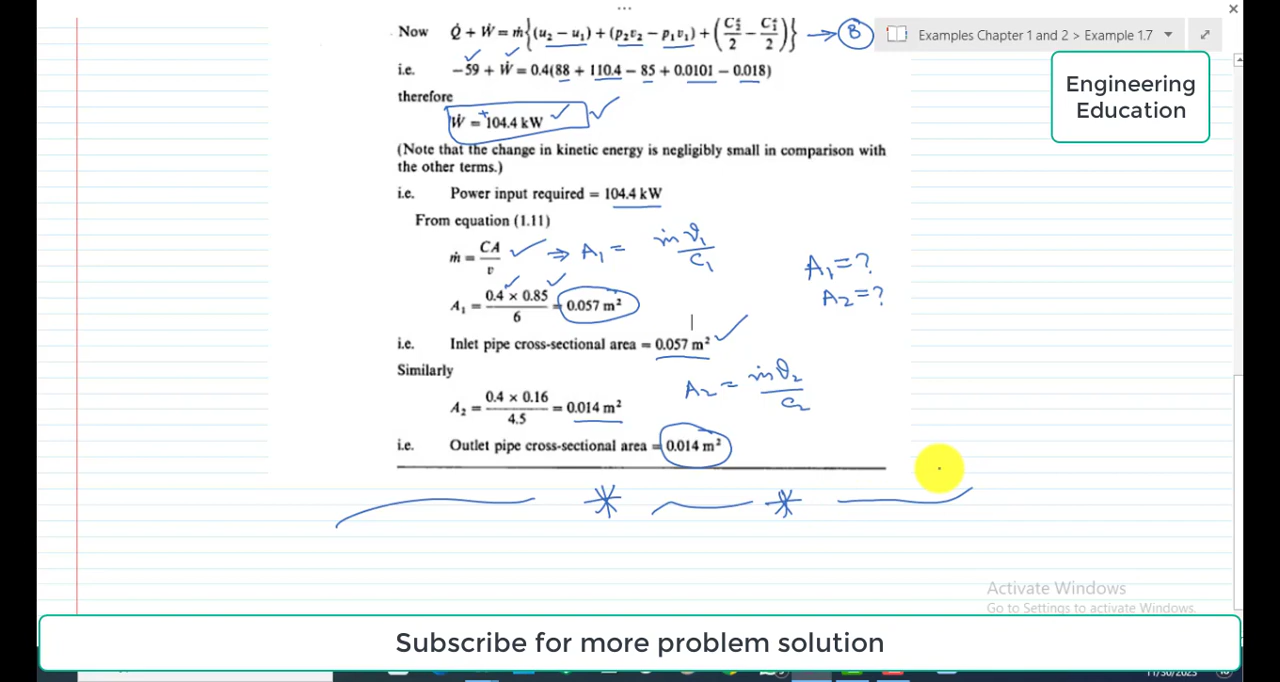 Now Q̇ + Ẇ = ṁ{(u₂ − u₁) + (p₂v₂ − p₁v₁) + (C₂²/2 − C₁²/2)} → B
Examples Chapter 1 and 2 > Example 1.7
i.e. −59 + Ẇ = 0.4(88 + 110.4 − 85 + 0.0101 − 0.018)
Engineering
Education
therefore
Ẇ = +104.4 kW
(Note that the change in kinetic energy is negligibly small in comparison with
the other terms.)
i.e. Power input required = 104.4 kW
From equation (1.11)
ṁ = CA/v ⇒ A₁ = ṁ v₁/C₁
A₁ = ?
A₂ = ?
A₁ = 0.4 × 0.85/6 = 0.057 m²
i.e. Inlet pipe cross-sectional area = 0.057 m²
Similarly
A₂ = ṁ v₂/C₂
A₂ = 0.4 × 0.16/4.5 = 0.014 m²
i.e. Outlet pipe cross-sectional area = 0.014 m²
Activate Windows
Go to Settings to activate Windows.
Subscribe for more problem solution
11/30/2023